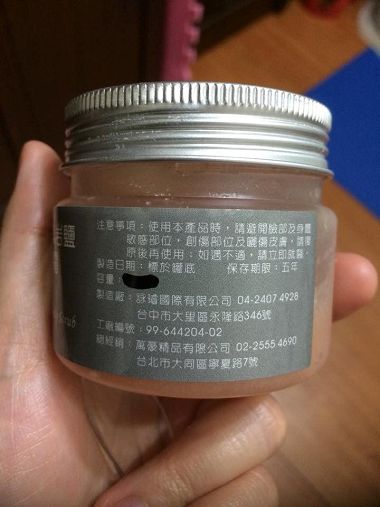 鹽
注意事項：使用本產品時，請避開臉部及身體
敏感部位，創傷部位及曬傷皮膚，請復
原後再使用；如遇不適，請立即就醫。
製造日期：標於罐底　保存期限：五年
容量：
製造廠：詠璿國際有限公司 04-2407 4928
台中市大里區永隆路346號
工廠編號：99-644204-02
Scrub
總經銷：萬豪精品有限公司 02-2555 4690
台北市大同區寧夏路7號